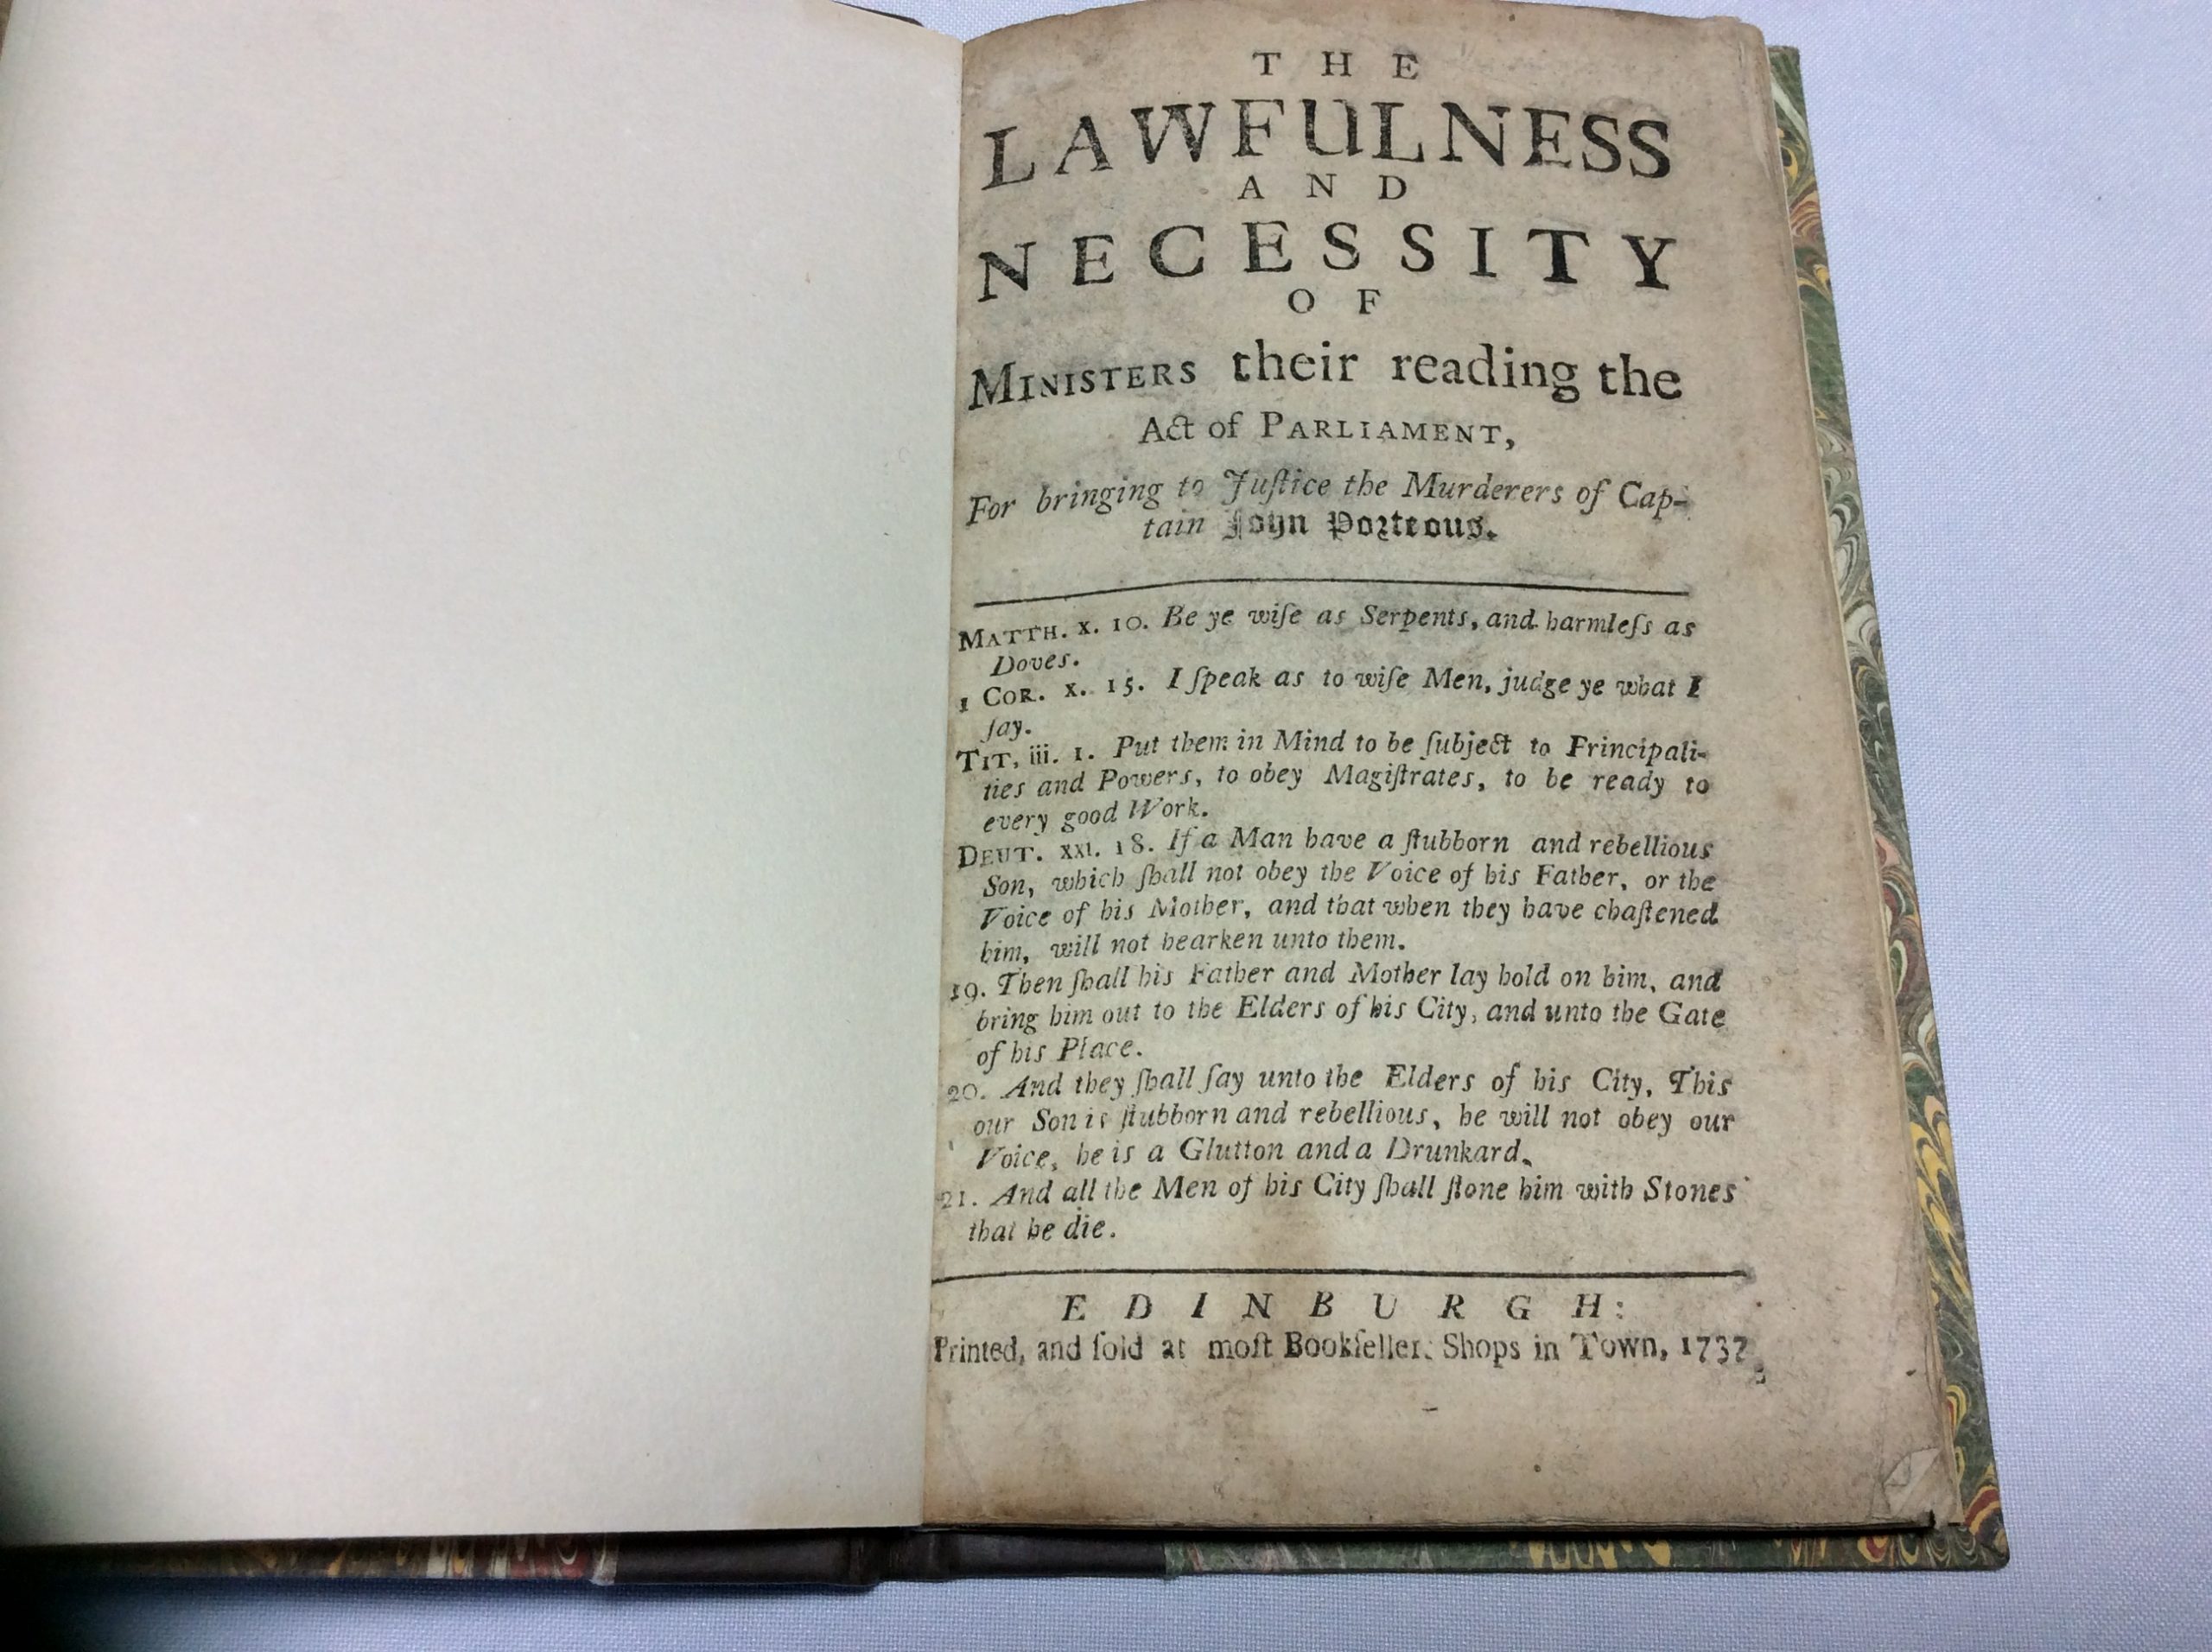 THE
LAWFULNESS
AND
NECESSITY
OF
MINISTERS their reading the
Act of PARLIAMENT,
For bringing to Juſtice the Murderers of Cap-
tain John Porteous.
MATTH. x. 10. Be ye wiſe as Serpents, and harmleſs as
Doves.
1 COR. x. 15. I ſpeak as to wiſe Men, judge ye what I
ſay.
TIT, iii. 1. Put them in Mind to be ſubject to Principali-
ties and Powers, to obey Magiſtrates, to be ready to
every good Work.
DEUT. xxi. 18. If a Man have a ſtubborn and rebellious
Son, which ſhall not obey the Voice of his Father, or the
Voice of his Mother, and that when they have chaſtened
him, will not hearken unto them.
19. Then ſhall his Father and Mother lay hold on him, and
bring him out to the Elders of his City, and unto the Gate
of his Place.
20. And they ſhall ſay unto the Elders of his City, This
our Son is ſtubborn and rebellious, he will not obey our
Voice, he is a Glutton and a Drunkard.
21. And all the Men of his City ſhall ſtone him with Stones
that he die.
EDINBURGH:
Printed, and ſold at moſt Bookſellers Shops in Town, 1737